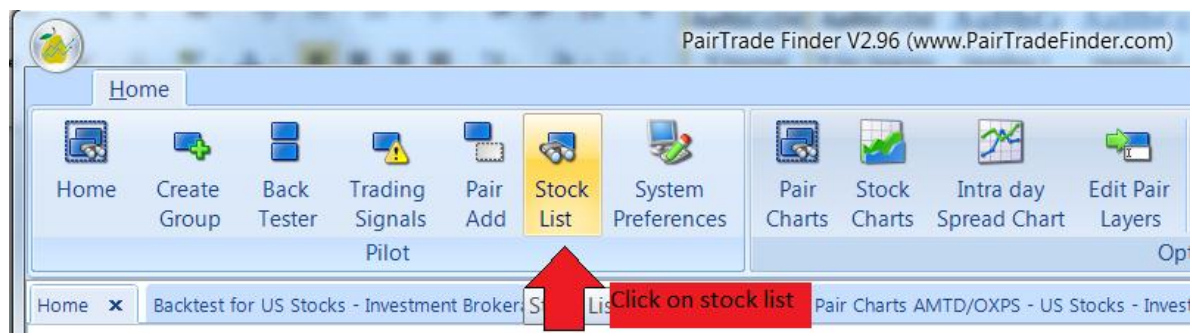 PairTrade Finder V2.96 (www.PairTradeFinder.com)
Home
Home
Create Group
Back Tester
Trading Signals
Pair Add
Stock List
System Preferences
Pair Charts
Stock Charts
Intra day Spread Chart
Edit Pair Layers
Pilot
Home x
Backtest for US Stocks - Investment
Click on stock list
Pair Charts AMTD/OXPS - US Stocks -